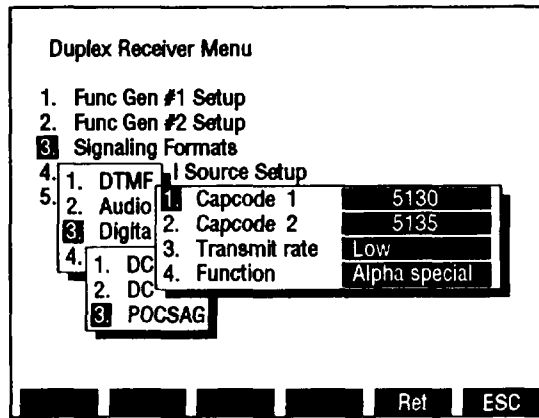 Duplex Receiver Menu
1. Func Gen #1 Setup
2. Func Gen #2 Setup
3. Signaling Formats
4. l Source Setup
5.
1. DTMF
2. Audio
3. Digita
4.
1. DC
2. DC
3. POCSAG
1. Capcode 1 5130
2. Capcode 2 5135
3. Transmit rate Low
4. Function Alpha special
Ret ESC